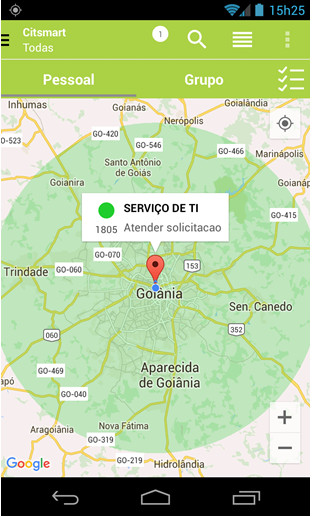 15h25
Citsmart
Todas
1
Pessoal
Grupo
Inhumas
Goianás
Goialândia
GO-523
GO-420
Nerópolis
GO-546
GO-466
Santo Antônio
de Goiás
Marinápolis
Goianira
Goianáp
GO-415
SERVIÇO DE TI
1805 Atender solicitacao
GO-070
Trindade
GO-060
153
Goiânia
Sen. Canedo
352
060
GO-469
Aparecida
de Goiânia
GO-040
Nova Fátima
Aragoiânia
GO-319
GO-219
Hidrolândia
Google
+
−